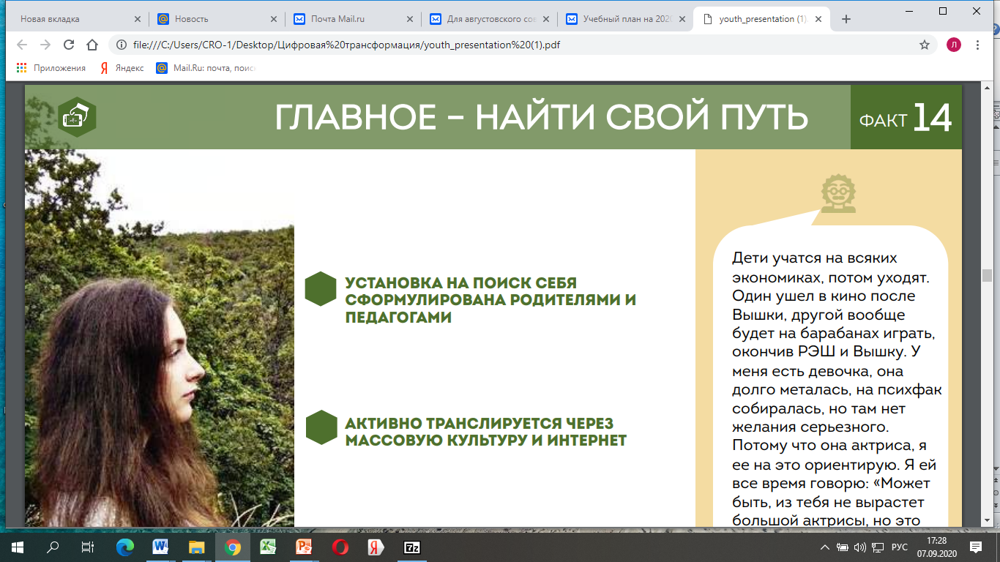 Новая вкладка
Новость
Почта Mail.ru
Для августовского сов
Учебный план на 2020
youth_presentation (1).
file:///C:/Users/CRO-1/Desktop/Цифровая%20трансформация/youth_presentation%20(1).pdf
Л
Приложения
Яндекс
Mail.Ru: почта, поиск
ГЛАВНОЕ – НАЙТИ СВОЙ ПУТЬ
ФАКТ 14
УСТАНОВКА НА ПОИСК СЕБЯ
СФОРМУЛИРОВАНА РОДИТЕЛЯМИ И
ПЕДАГОГАМИ
АКТИВНО ТРАНСЛИРУЕТСЯ ЧЕРЕЗ
МАССОВУЮ КУЛЬТУРУ И ИНТЕРНЕТ
Дети учатся на всяких
экономиках, потом уходят.
Один ушел в кино после
Вышки, другой вообще
будет на барабанах играть,
окончив РЭШ и Вышку. У
меня есть девочка, она
долго металась, на психфак
собиралась, но там нет
желания серьезного.
Потому что она актриса, я
ее на это ориентирую. Я ей
все время говорю: «Может
быть, из тебя не вырастет
большой актрисы, но это
РУС
17:28
07.09.2020